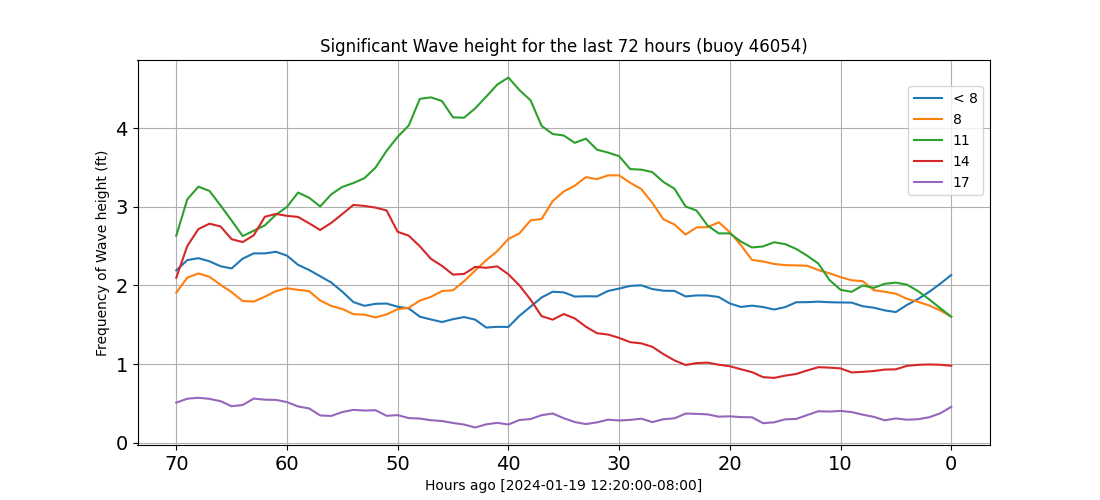 Significant Wave height for the last 72 hours (buoy 46054)
Frequency of Wave height (ft)
4
3
2
1
0
< 8
8
11
14
17
70 60 50 40 30 20 10 0
Hours ago [2024-01-19 12:20:00-08:00]